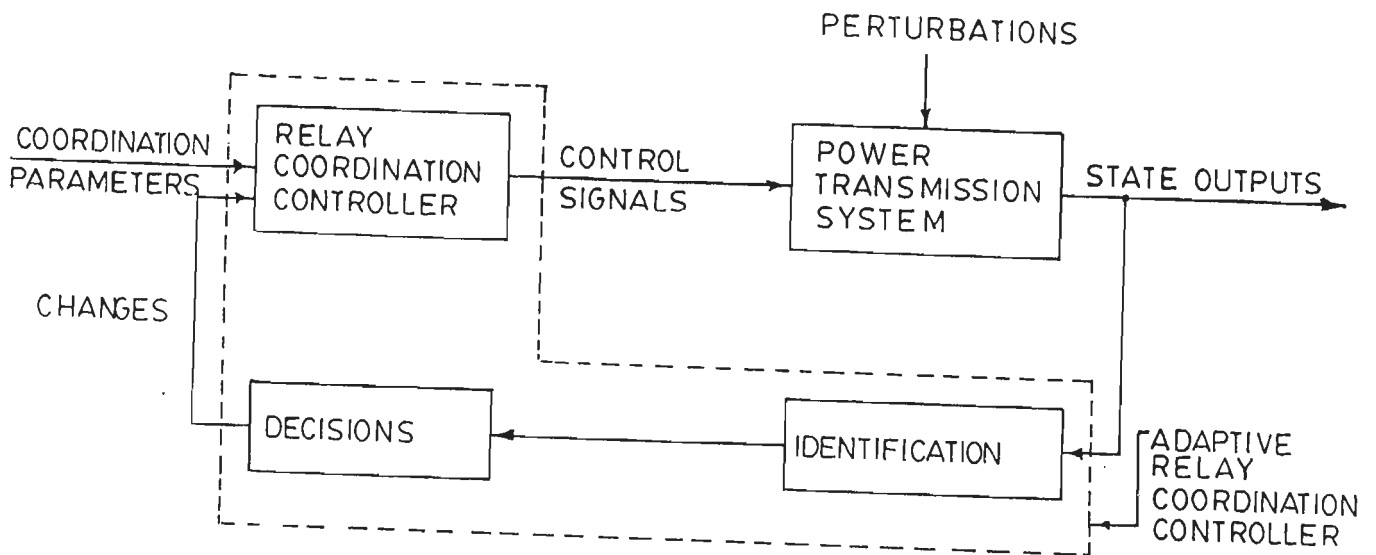 PERTURBATIONS
COORDINATION
PARAMETERS
RELAY
COORDINATION
CONTROLLER
CONTROL
SIGNALS
POWER
TRANSMISSION
SYSTEM
STATE OUTPUTS
CHANGES
DECISIONS
IDENTIFICATION
ADAPTIVE
RELAY
COORDINATION
CONTROLLER